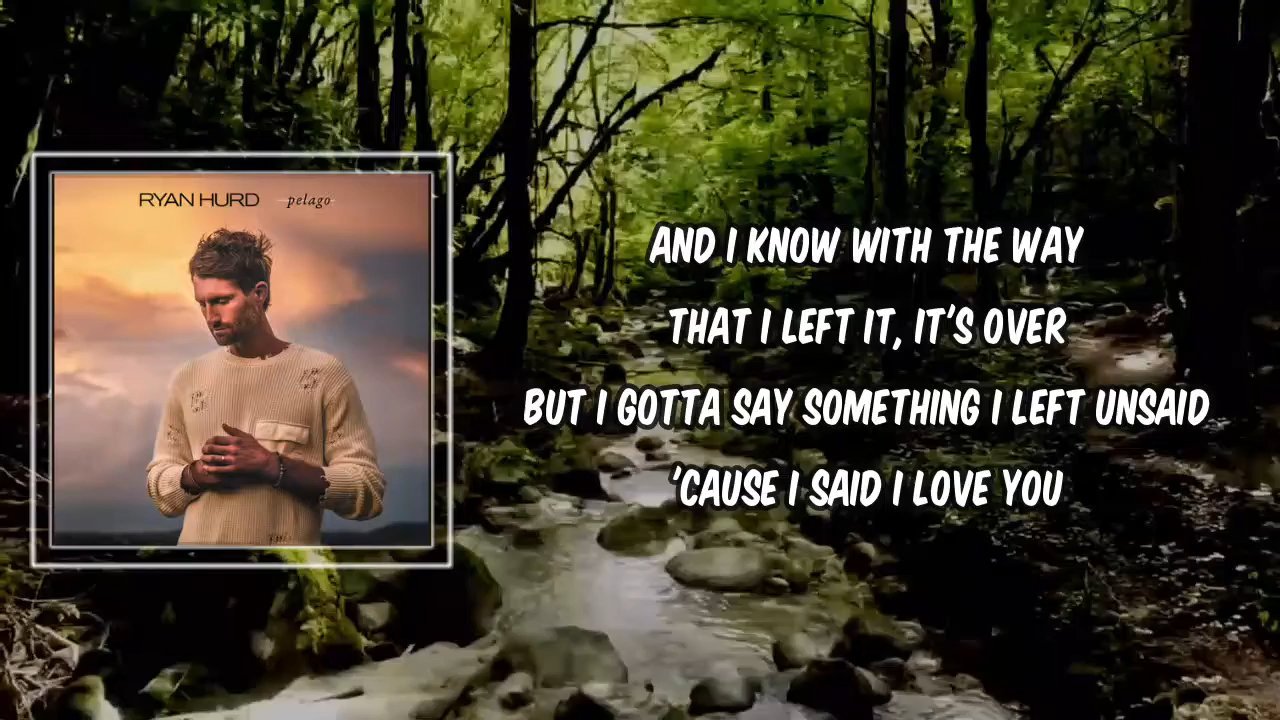 RYAN HURD pelago
AND I KNOW WITH THE WAY
THAT I LEFT IT, IT'S OVER
BUT I GOTTA SAY SOMETHING I LEFT UNSAID
'CAUSE I SAID I LOVE YOU